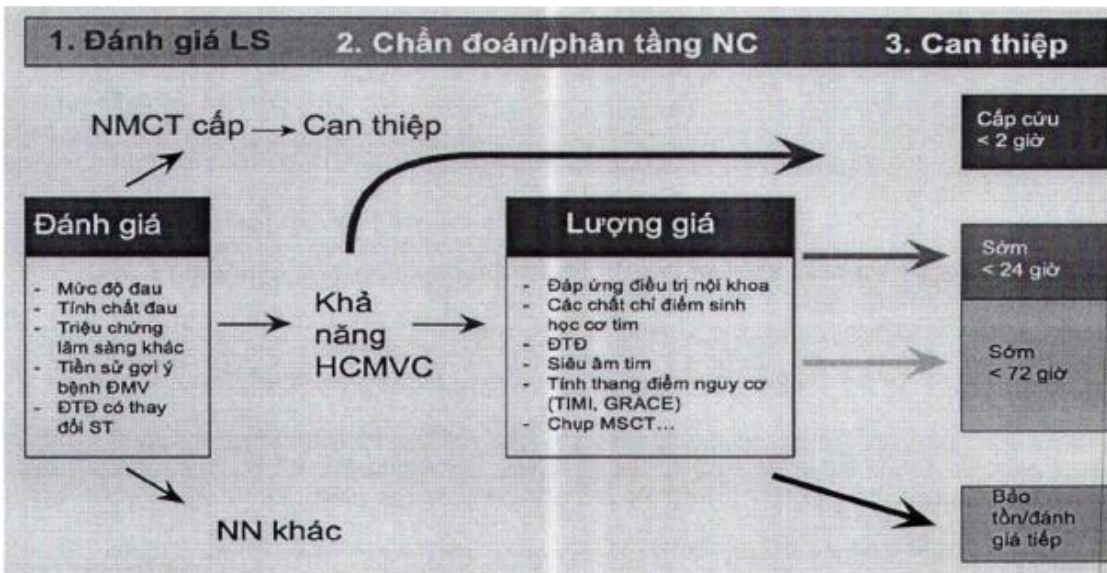 1. Đánh giá LS
2. Chẩn đoán/phân tầng NC
3. Can thiệp
NMCT cấp → Can thiệp
Đánh giá
- Mức độ đau
- Tính chất đau
- Triệu chứng
lâm sàng khác
- Tiền sử gợi ý
bệnh ĐMV
- ĐTĐ có thay
đổi ST
NN khác
Khả
năng
HCMVC
Lượng giá
- Đáp ứng điều trị nội khoa
- Các chất chỉ điểm sinh
học cơ tim
- ĐTĐ
- Siêu âm tim
- Tính thang điểm nguy cơ
(TIMI, GRACE)
- Chụp MSCT...
Cấp cứu
< 2 giờ
Sớm
< 24 giờ
Sớm
< 72 giờ
Bảo
tồn/đánh
giá tiếp